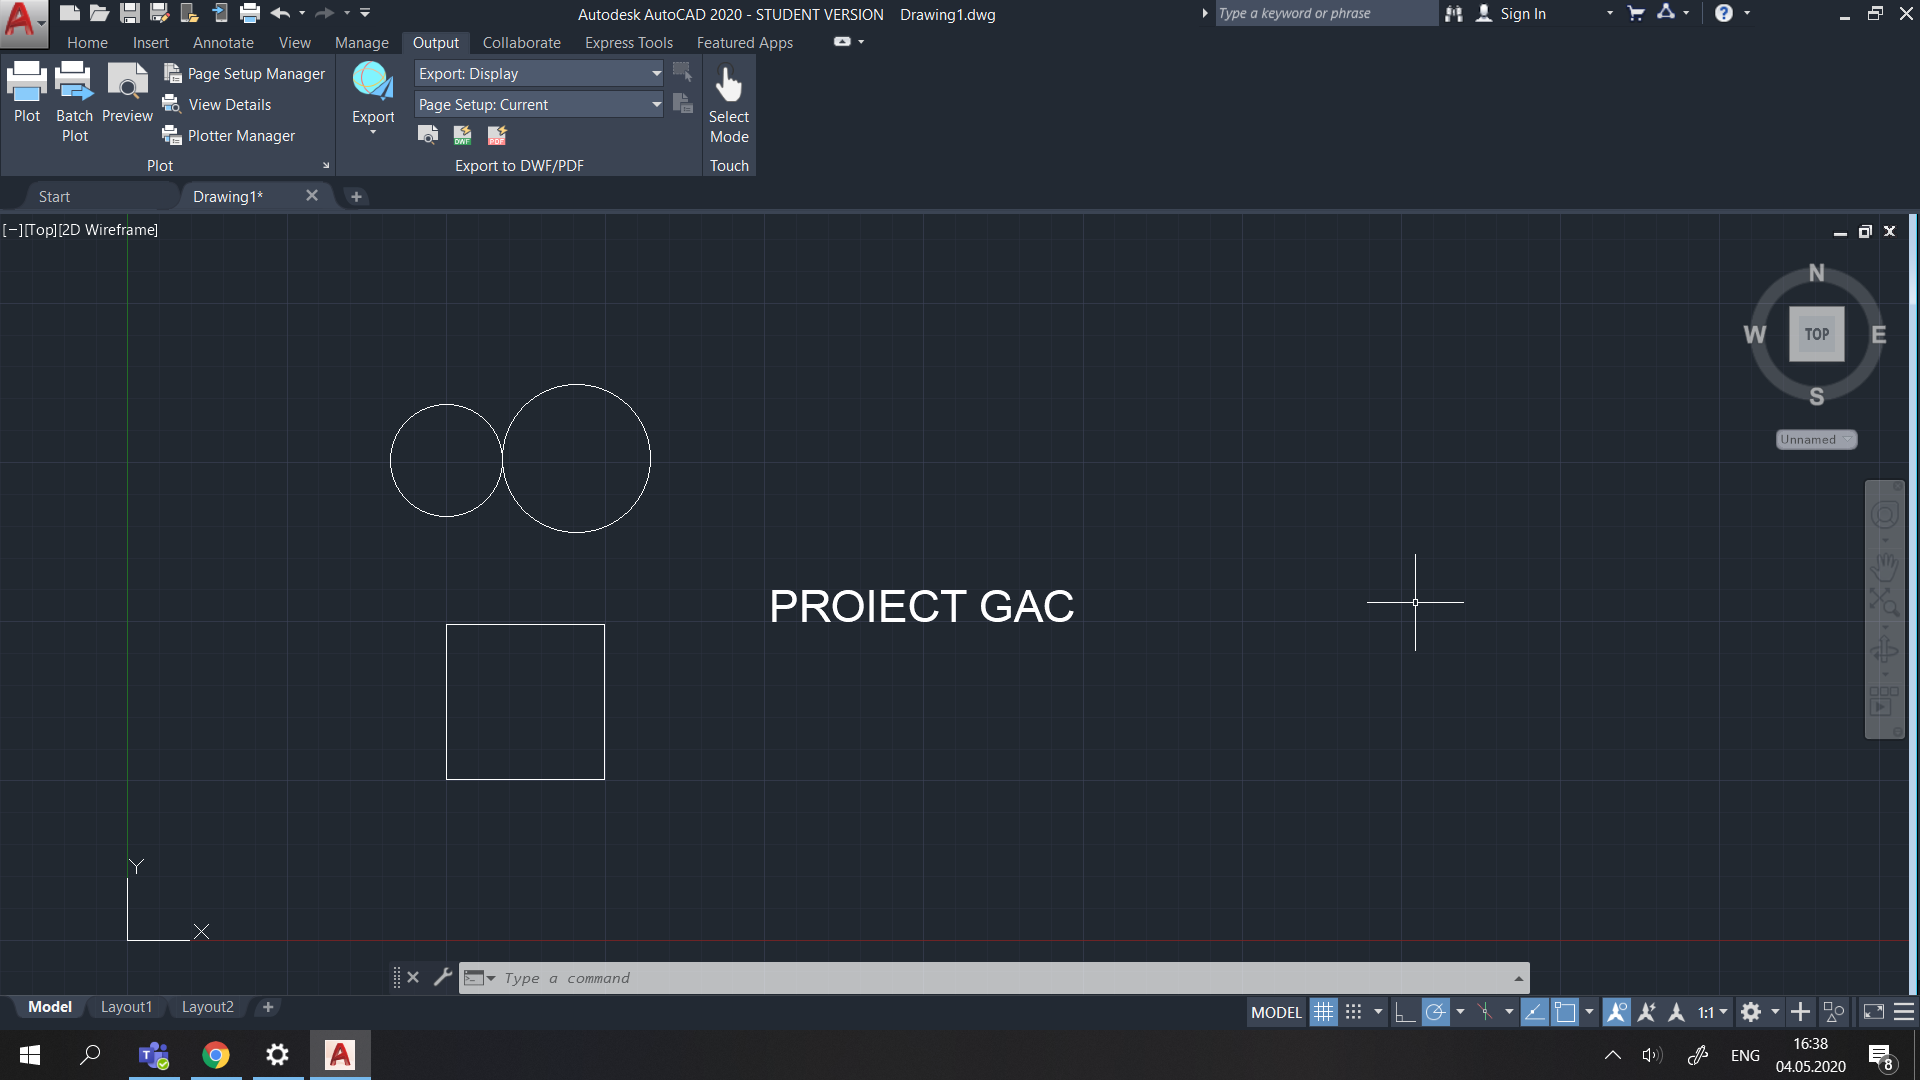 Autodesk AutoCAD 2020 - STUDENT VERSION Drawing1.dwg
Type a keyword or phrase
Sign In
Home Insert Annotate View Manage Output Collaborate Express Tools Featured Apps
Plot
Batch Plot
Preview
Page Setup Manager
View Details
Plotter Manager
Plot
Export
Export: Display
Page Setup: Current
DWF
PDF
Export to DWF/PDF
Select Mode
Touch
Start
Drawing1*
[−][Top][2D Wireframe]
N
W TOP E
S
Unnamed
PROIECT GAC
Y
X
Type a command
Model Layout1 Layout2
MODEL
1:1
ENG
16:38
04.05.2020
8